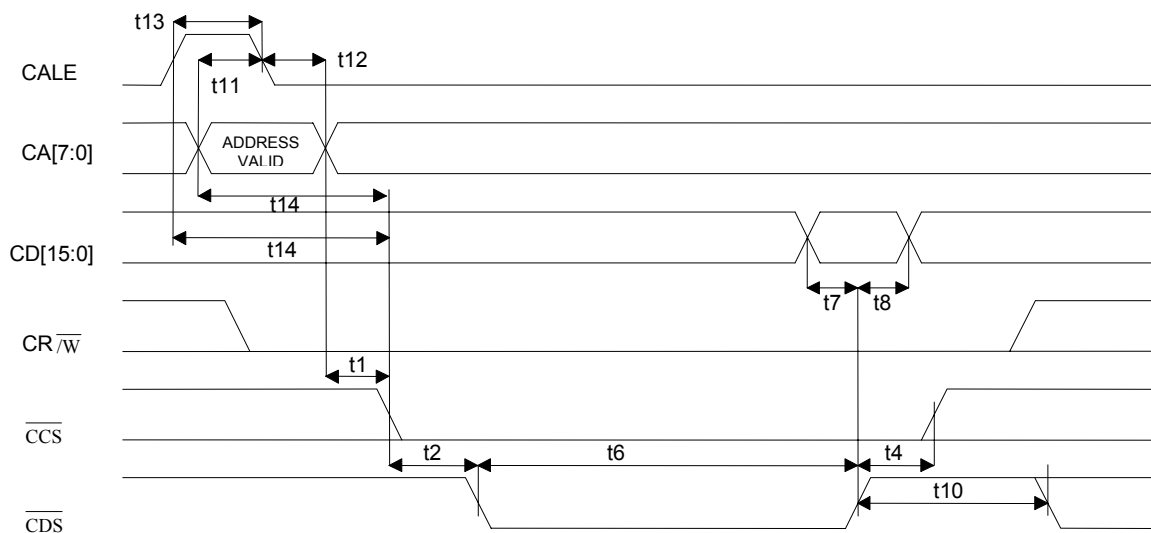 t13
CALE
t11
t12
CA[7:0]
ADDRESS
VALID
t14
t14
CD[15:0]
t7
t8
CR /W
t1
CCS
t2
t6
t4
t10
CDS